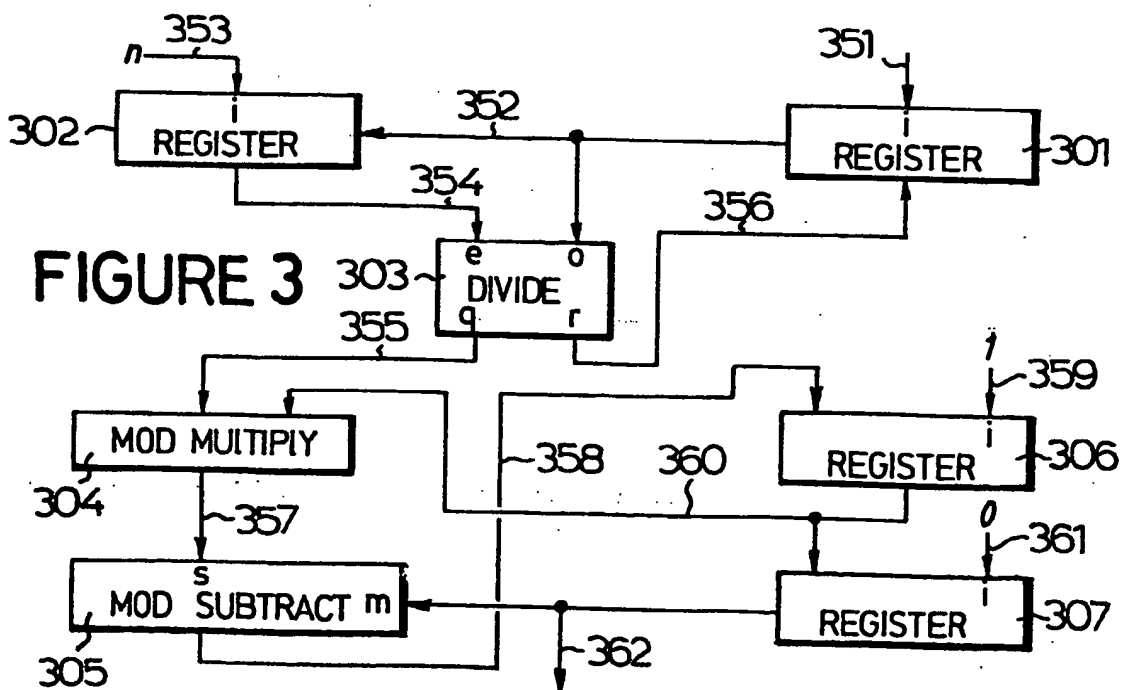 353
n
351
i
REGISTER
302
352
i
REGISTER
301
354
356
FIGURE 3
303
e
o
DIVIDE
q
r
355
1
359
MOD MULTIPLY
304
358
360
i
REGISTER
306
357
0
361
s
MOD SUBTRACT m
305
362
i
REGISTER
307